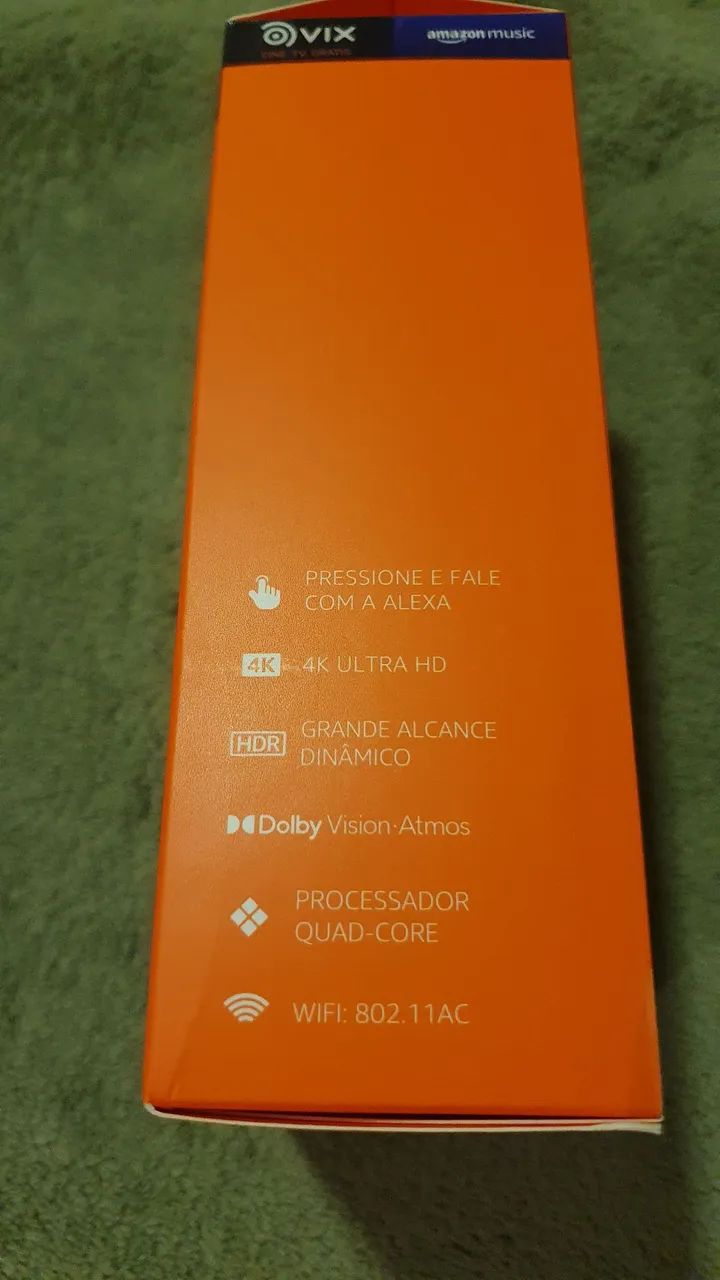 VIX
CINE. TV. GRATIS.
amazon music
PRESSIONE E FALE
COM A ALEXA
4K 4K ULTRA HD
HDR GRANDE ALCANCE
DINÂMICO
Dolby Vision·Atmos
PROCESSADOR
QUAD-CORE
WIFI: 802.11AC